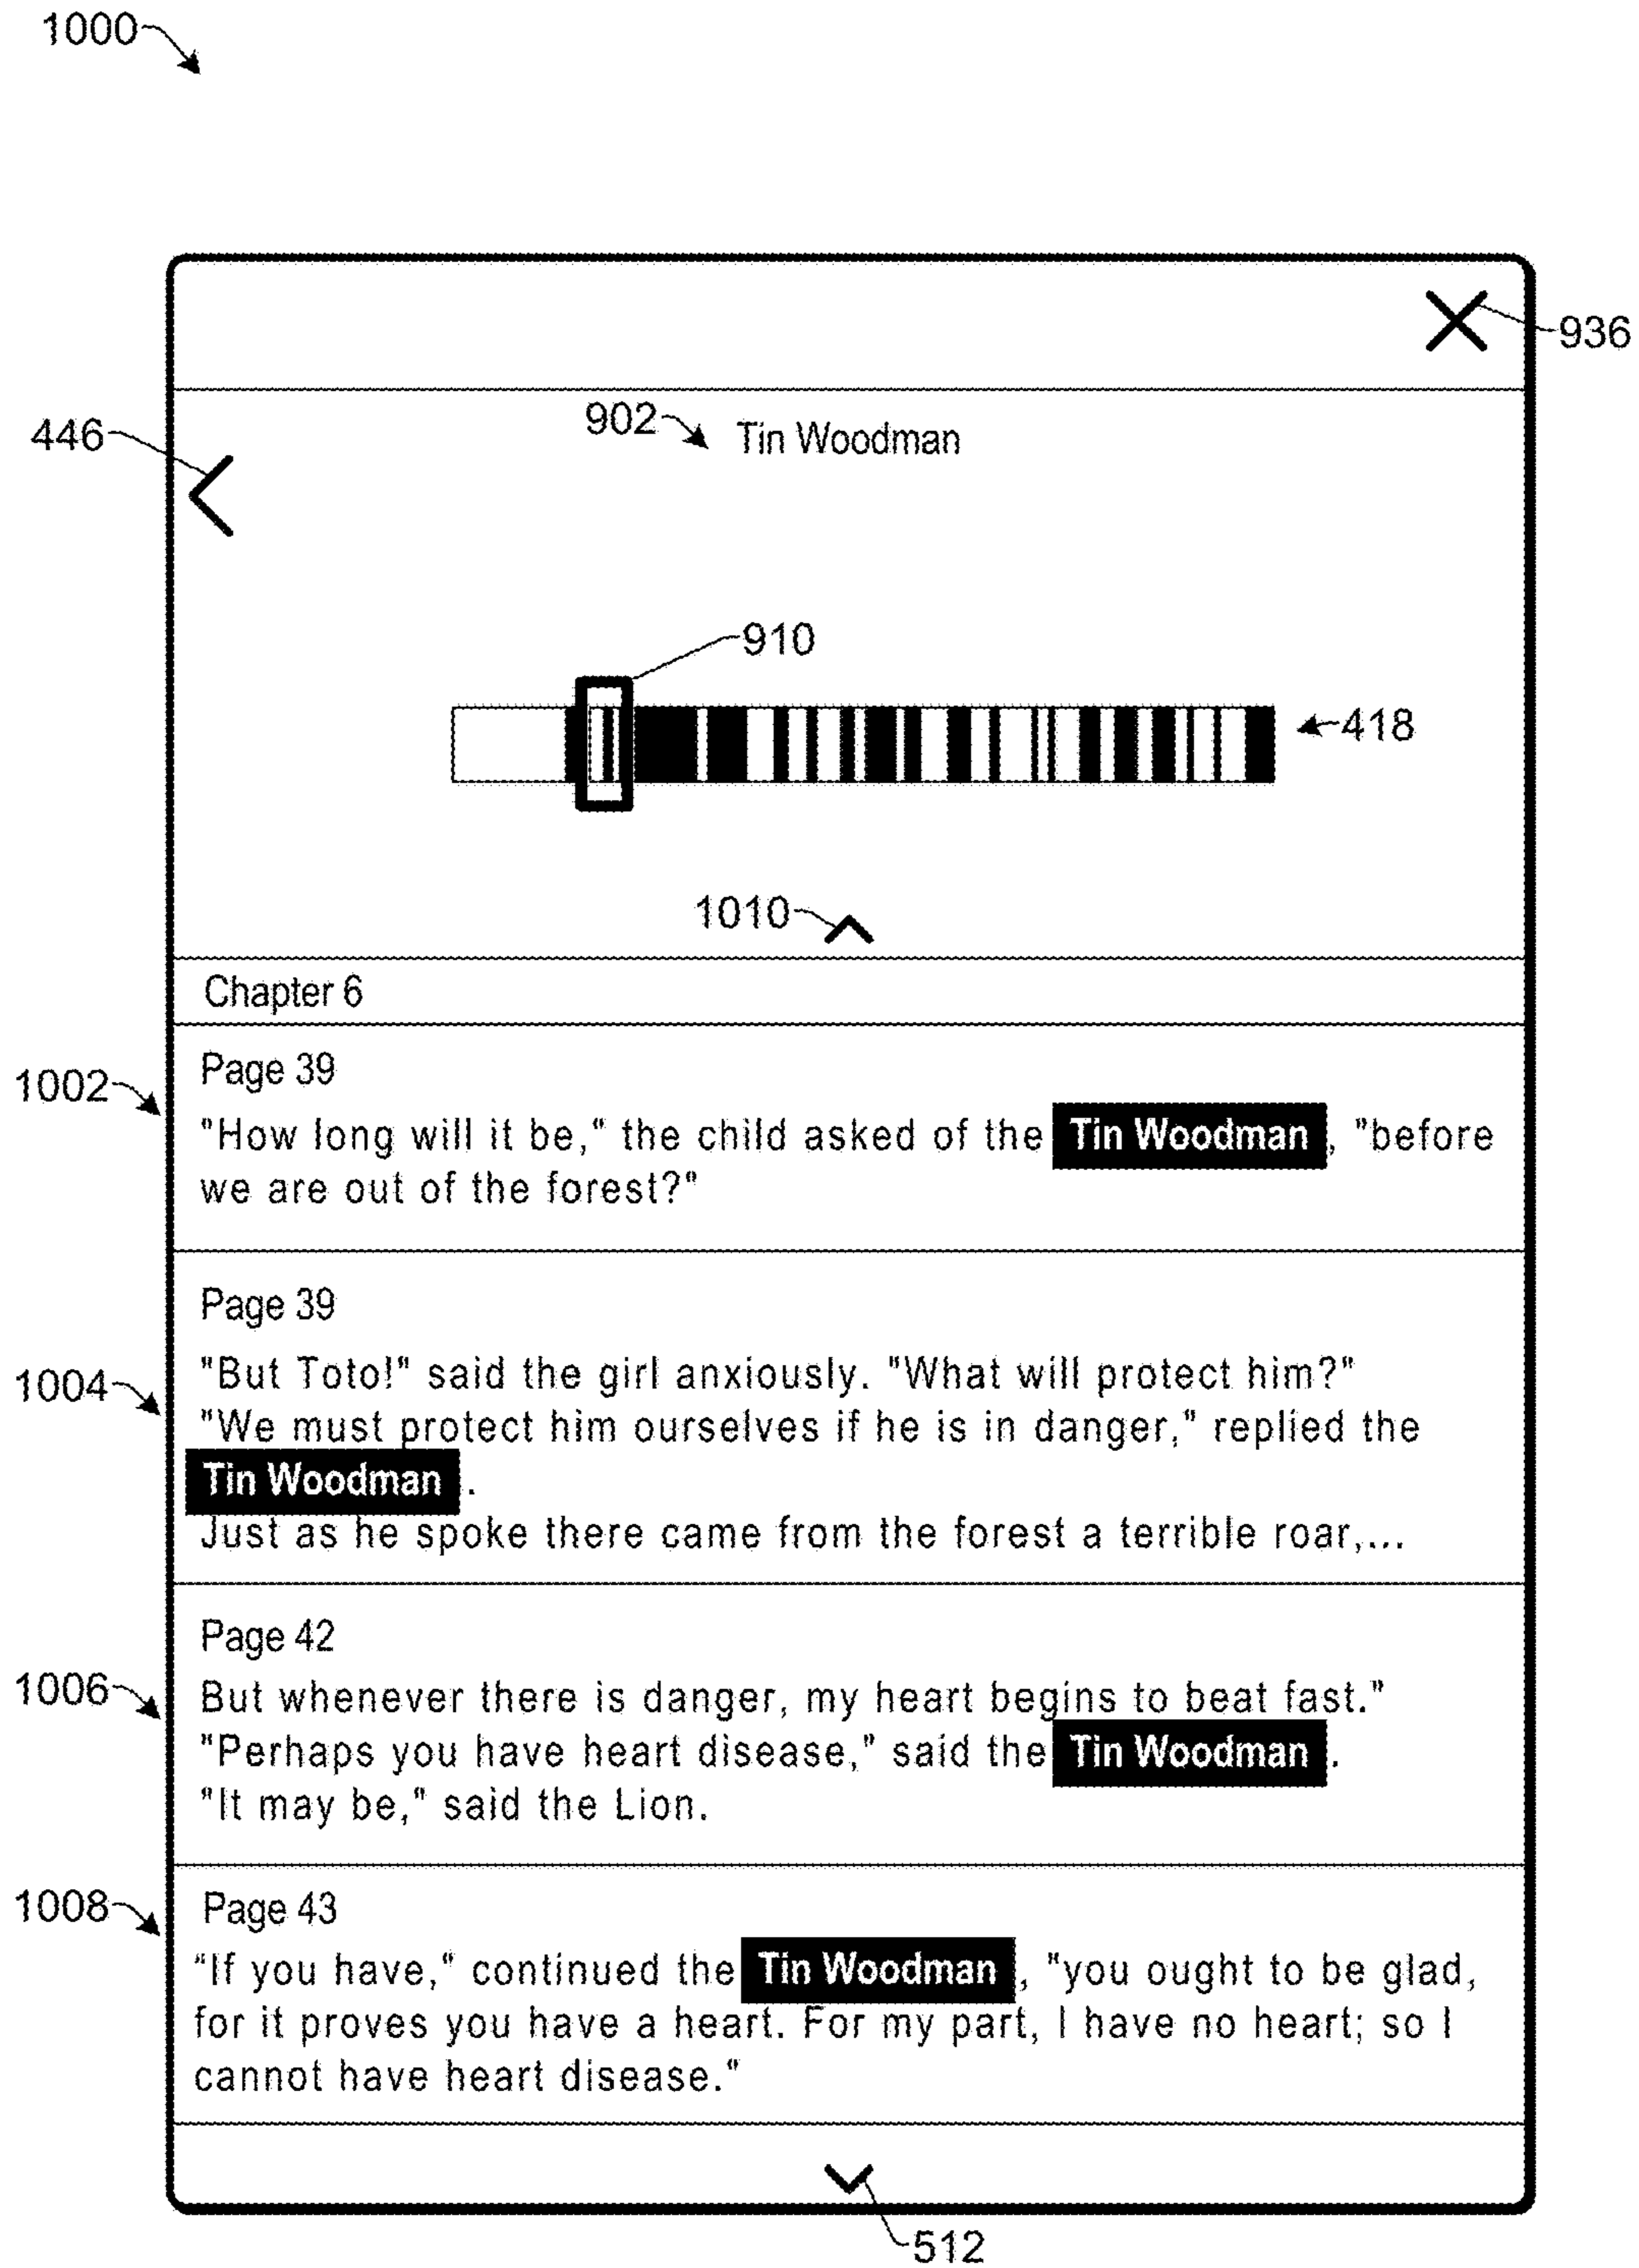 1000
936
446
902
Tin Woodman
910
418
1010
Chapter 6
1002
Page 39
"How long will it be," the child asked of the Tin Woodman, "before
we are out of the forest?"
Page 39
1004
"But Toto!" said the girl anxiously. "What will protect him?"
"We must protect him ourselves if he is in danger," replied the
Tin Woodman.
Just as he spoke there came from the forest a terrible roar,...
Page 42
1006
But whenever there is danger, my heart begins to beat fast."
"Perhaps you have heart disease," said the Tin Woodman.
"It may be," said the Lion.
1008
Page 43
"If you have," continued the Tin Woodman, "you ought to be glad,
for it proves you have a heart. For my part, I have no heart; so I
cannot have heart disease."
512